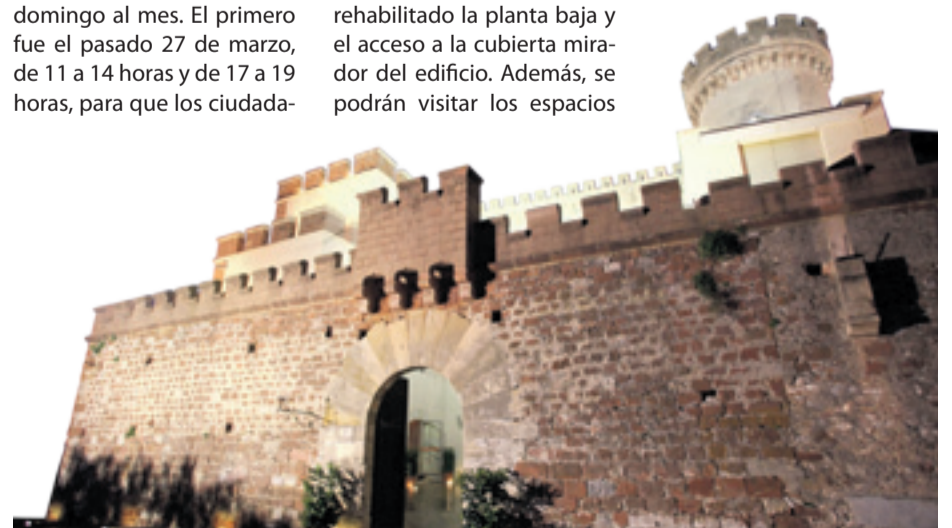 domingo al mes. El primero
fue el pasado 27 de marzo,
de 11 a 14 horas y de 17 a 19
horas, para que los ciudada-
rehabilitado la planta baja y
el acceso a la cubierta mira-
dor del edificio. Además, se
podrán visitar los espacios